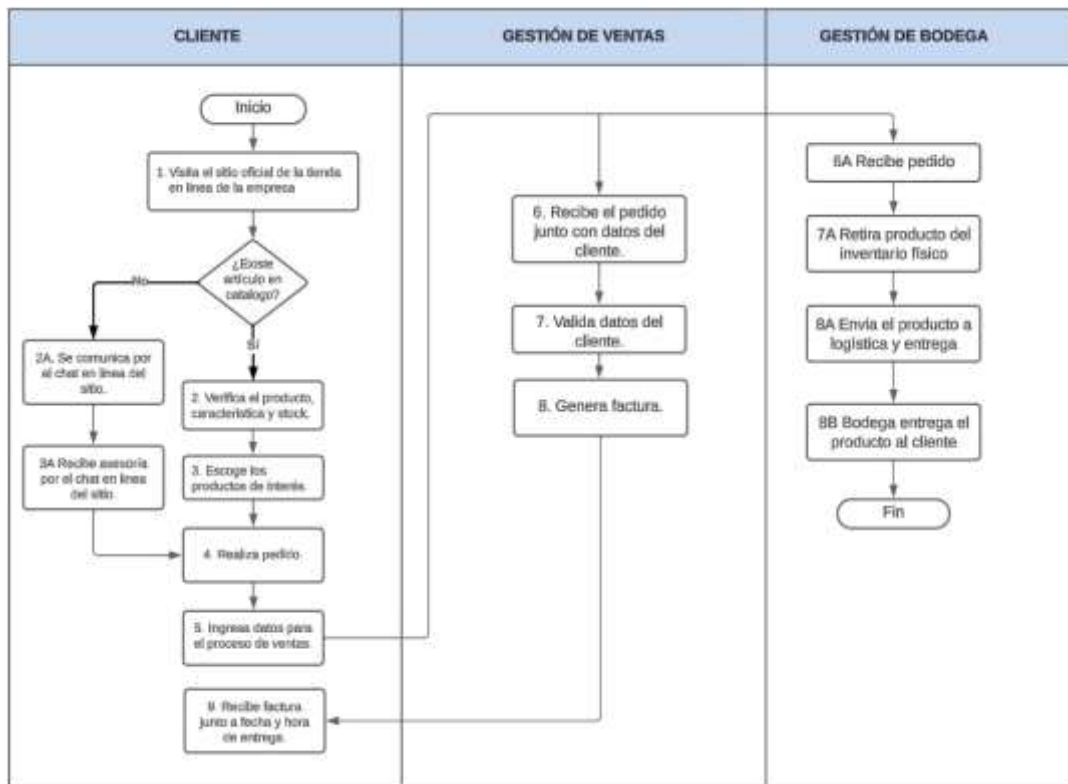 CLIENTE
GESTIÓN DE VENTAS
GESTIÓN DE BODEGA
Inicio
1. Visita el sitio oficial de la tienda
en línea de la empresa
¿Existe
artículo en
catalogo?
No
Sí
2A. Se comunica por
el chat en línea del
sitio.
3A Recibe asesoría
por el chat en línea
del sitio
2. Verifica el producto,
característica y stock.
3. Escoge los
productos de interés.
4. Realiza pedido
5. Ingresa datos para
el proceso de ventas
9. Recibe factura
junto a fecha y hora
de entrega.
6. Recibe el pedido
junto con datos del
cliente.
7. Valida datos del
cliente.
8. Genera factura.
6A Recibe pedido
7A Retira producto del
inventario físico
8A Envía el producto a
logística y entrega
8B Bodega entrega el
producto al cliente
Fin